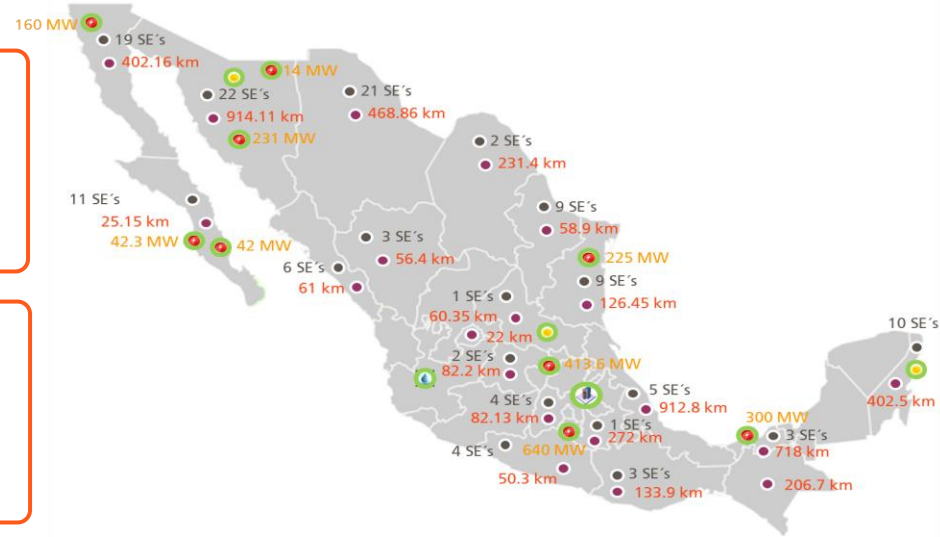 160 MW
19 SE´s
402.16 km
14 MW
22 SE´s
914.11 km
231 MW
21 SE´s
468.86 km
2 SE´s
231.4 km
11 SE´s
25.15 km
42.3 MW
42 MW
9 SE´s
58.9 km
3 SE´s
56.4 km
225 MW
6 SE´s
61 km
9 SE´s
126.45 km
1 SE´s
60.35 km
22 km
10 SE´s
2 SE´s
82.2 km
413.6 MW
402.5 km
4 SE´s
82.13 km
5 SE´s
912.8 km
300 MW
3 SE´s
718 km
1 SE´s
272 km
4 SE´s
640 MW
50.3 km
3 SE´s
133.9 km
206.7 km